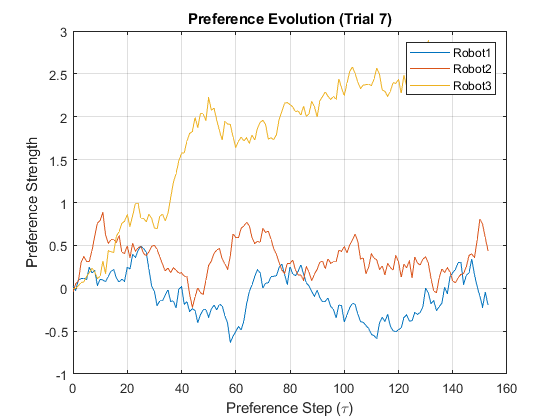 Preference Evolution (Trial 7)
Robot1
Robot2
Robot3
Preference Strength
3
2.5
2
1.5
1
0.5
0
-0.5
-1
0 20 40 60 80 100 120 140 160
Preference Step (τ)